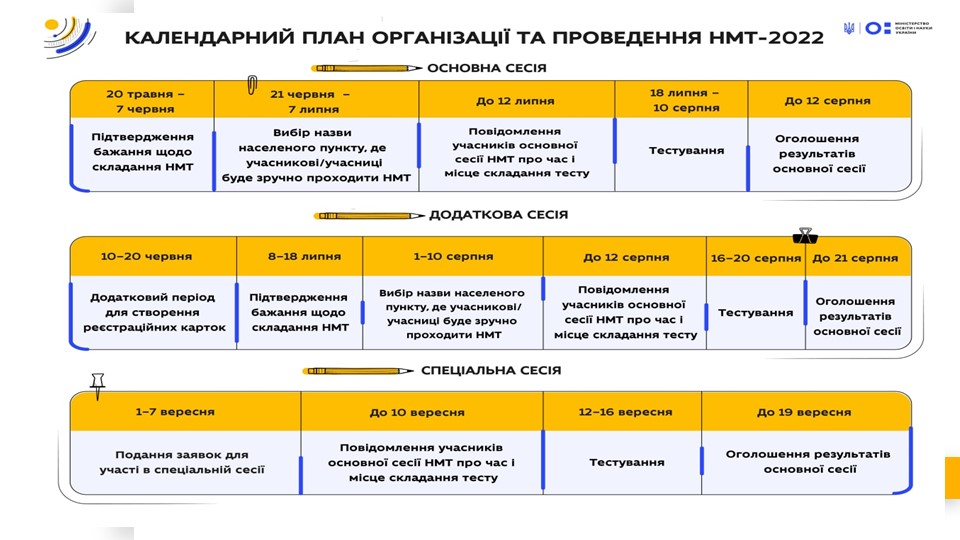 КАЛЕНДАРНИЙ ПЛАН ОРГАНІЗАЦІЇ ТА ПРОВЕДЕННЯ НМТ-2022
МІНІСТЕРСТВО
ОСВІТИ І НАУКИ
УКРАЇНИ
ОСНОВНА СЕСІЯ
20 травня –
7 червня
21 червня –
7 липня
До 12 липня
18 липня –
10 серпня
До 12 серпня
Підтвердження
бажання щодо
складання НМТ
Вибір назви
населеного пункту, де
учасникові/учасниці
буде зручно проходити НМТ
Повідомлення
учасників основної
сесії НМТ про час і
місце складання тесту
Тестування
Оголошення
результатів
основної сесії
ДОДАТКОВА СЕСІЯ
10–20 червня
8–18 липня
1–10 серпня
До 12 серпня
16–20 серпня
До 21 серпня
Додатковий період
для створення
реєстраційних карток
Підтвердження
бажання щодо
складання НМТ
Вибір назви населеного
пункту, де учасникові/
учасниці буде зручно
проходити НМТ
Повідомлення
учасників основної
сесії НМТ про час і
місце складання тесту
Тестування
Оголошення
результатів
основної сесії
СПЕЦІАЛЬНА СЕСІЯ
1–7 вересня
До 10 вересня
12–16 вересня
До 19 вересня
Подання заявок для
участі в спеціальній сесії
Повідомлення учасників
основної сесії НМТ про час і
місце складання тесту
Тестування
Оголошення результатів
основної сесії